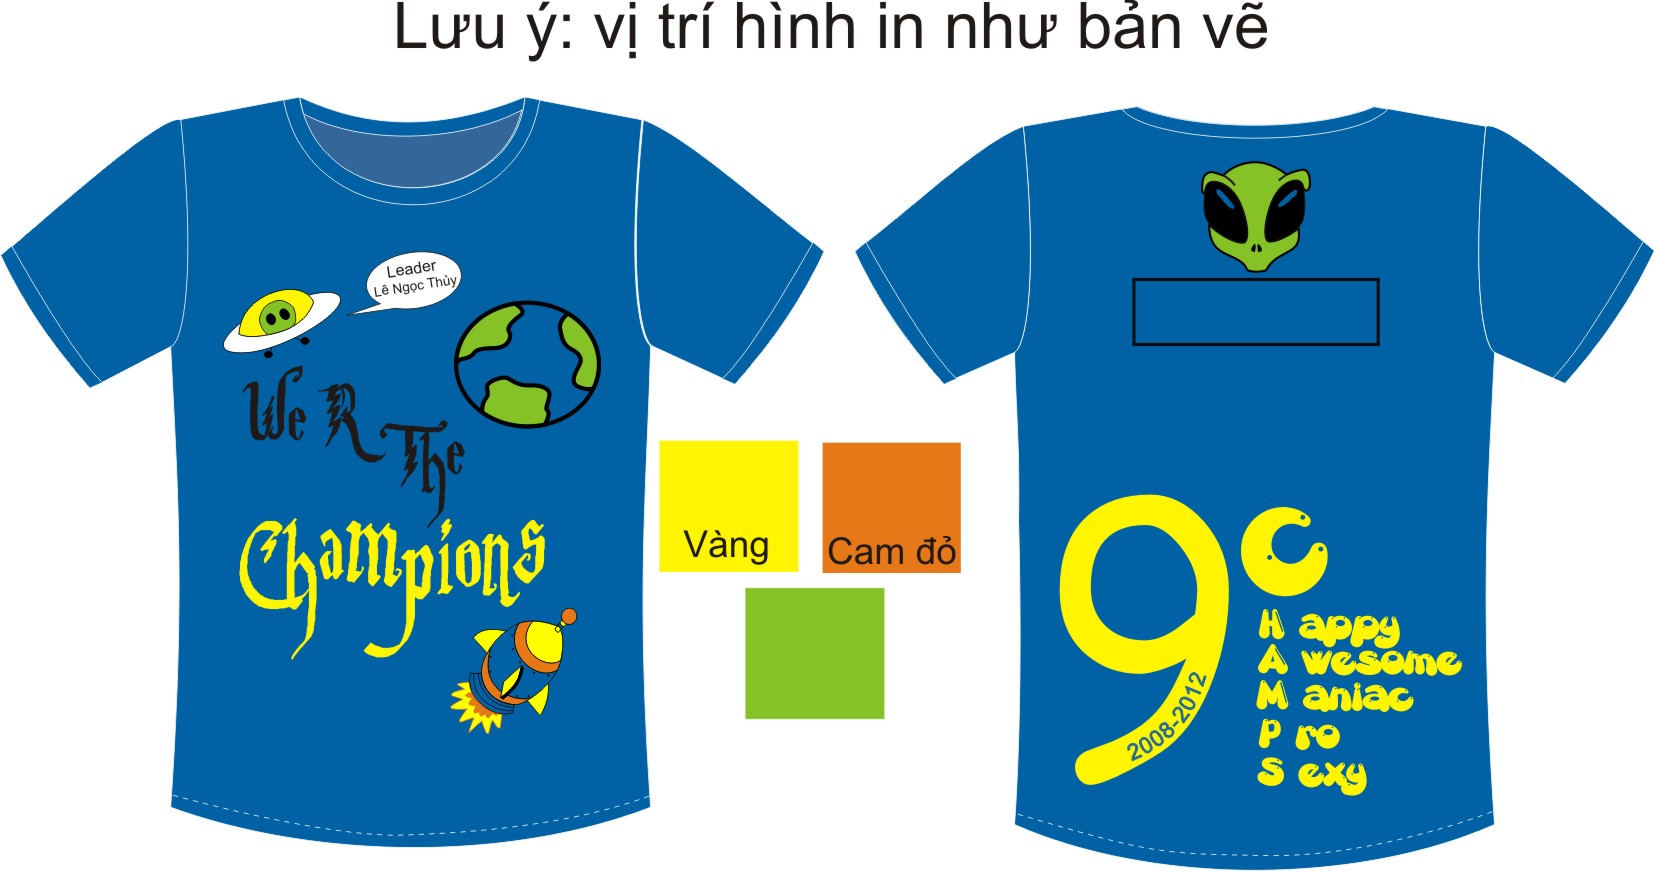 Lưu ý: vị trí hình in như bản vẽ
Leader
Lê Ngọc Thủy
We R The
Champions
Vàng
Cam đỏ
9c
2008-2012
H appy
A wesome
M aniac
P ro
S exy